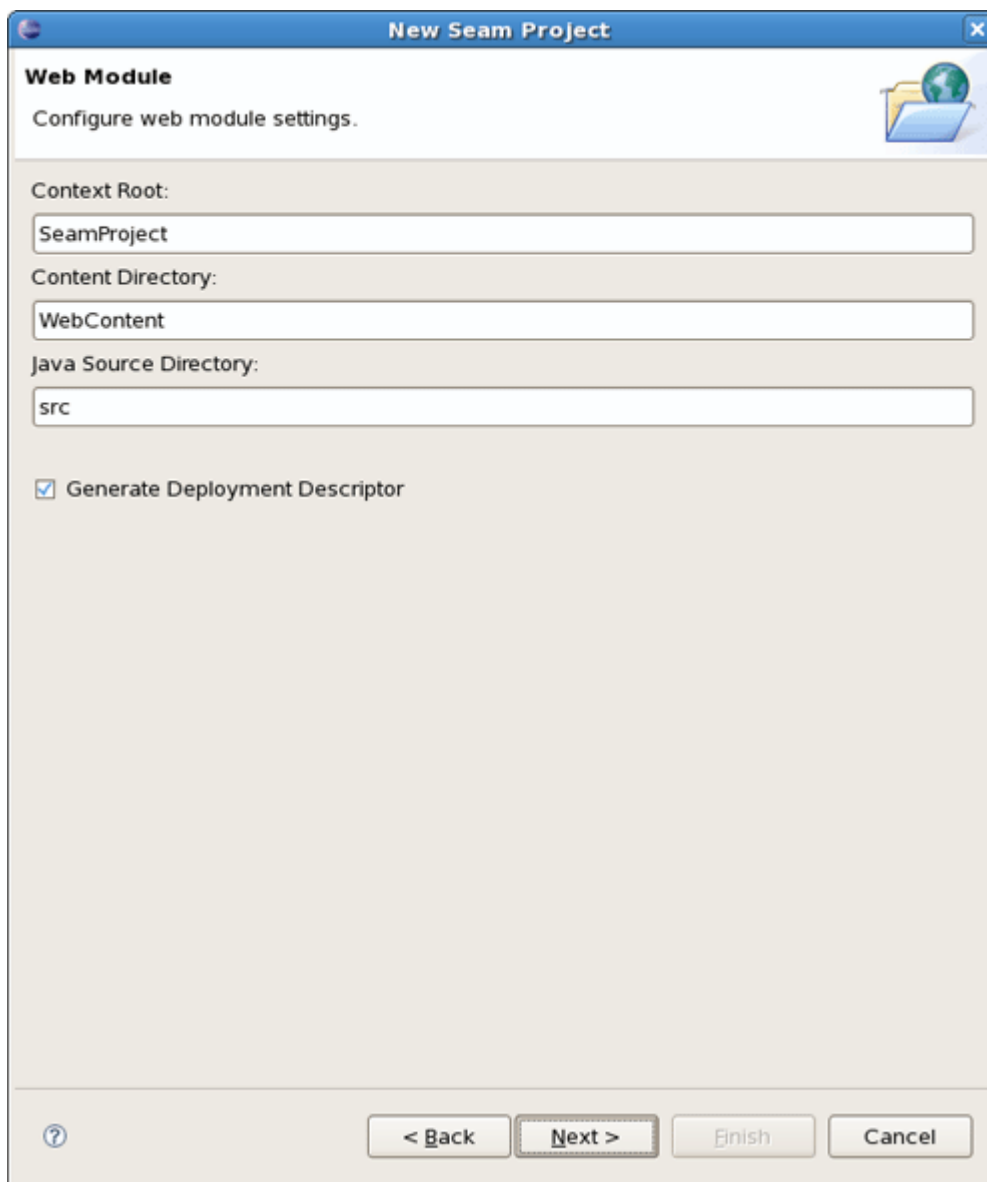 New Seam Project
Web Module
Configure web module settings.
Context Root:
SeamProject
Content Directory:
WebContent
Java Source Directory:
src
Generate Deployment Descriptor
?
< Back Next > Finish Cancel